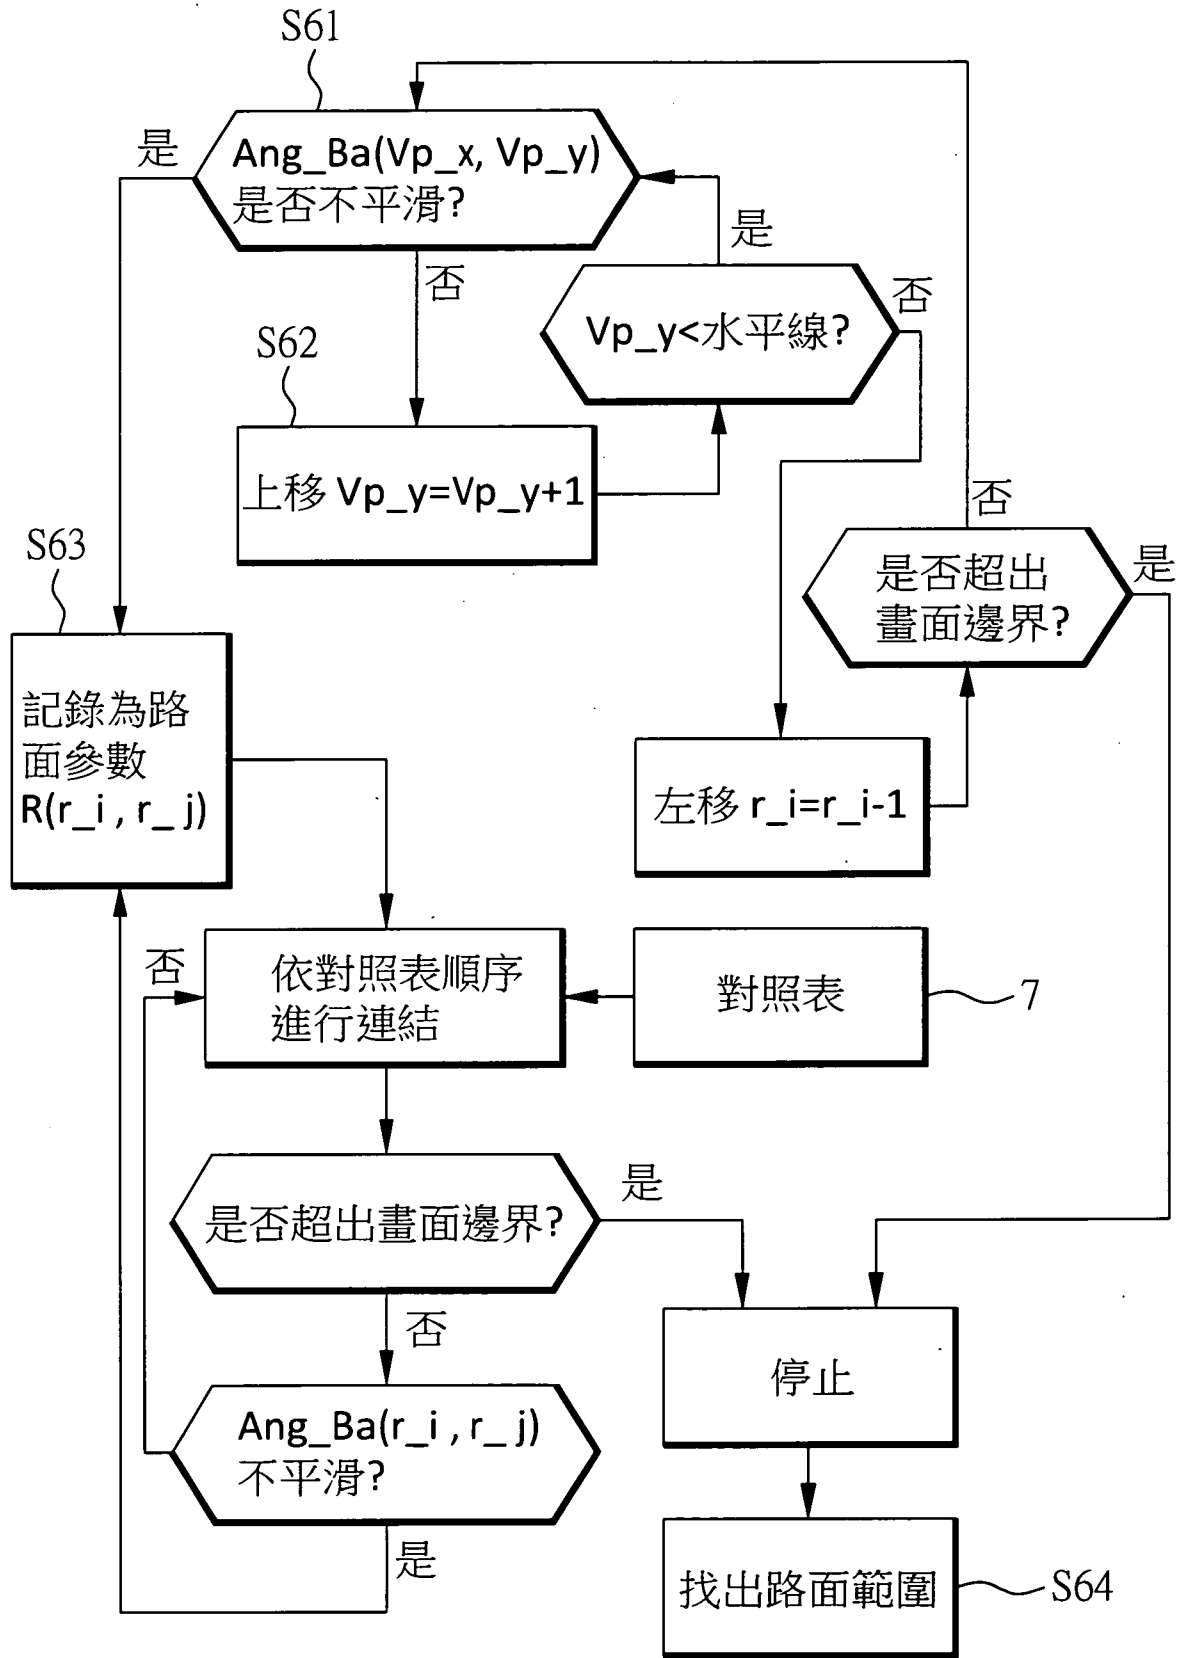 S61
是
Ang_Ba(Vp_x, Vp_y)
是否不平滑?
是
否
否
Vp_y<水平線?
S62
上移 Vp_y=Vp_y+1
否
S63
是否超出
畫面邊界?
是
記錄為路
面參數
R(r_i , r_ j)
左移 r_i=r_i-1
否
依對照表順序
進行連結
對照表
7
是否超出畫面邊界?
是
否
停止
Ang_Ba(r_i , r_ j)
不平滑?
是
找出路面範圍
S64